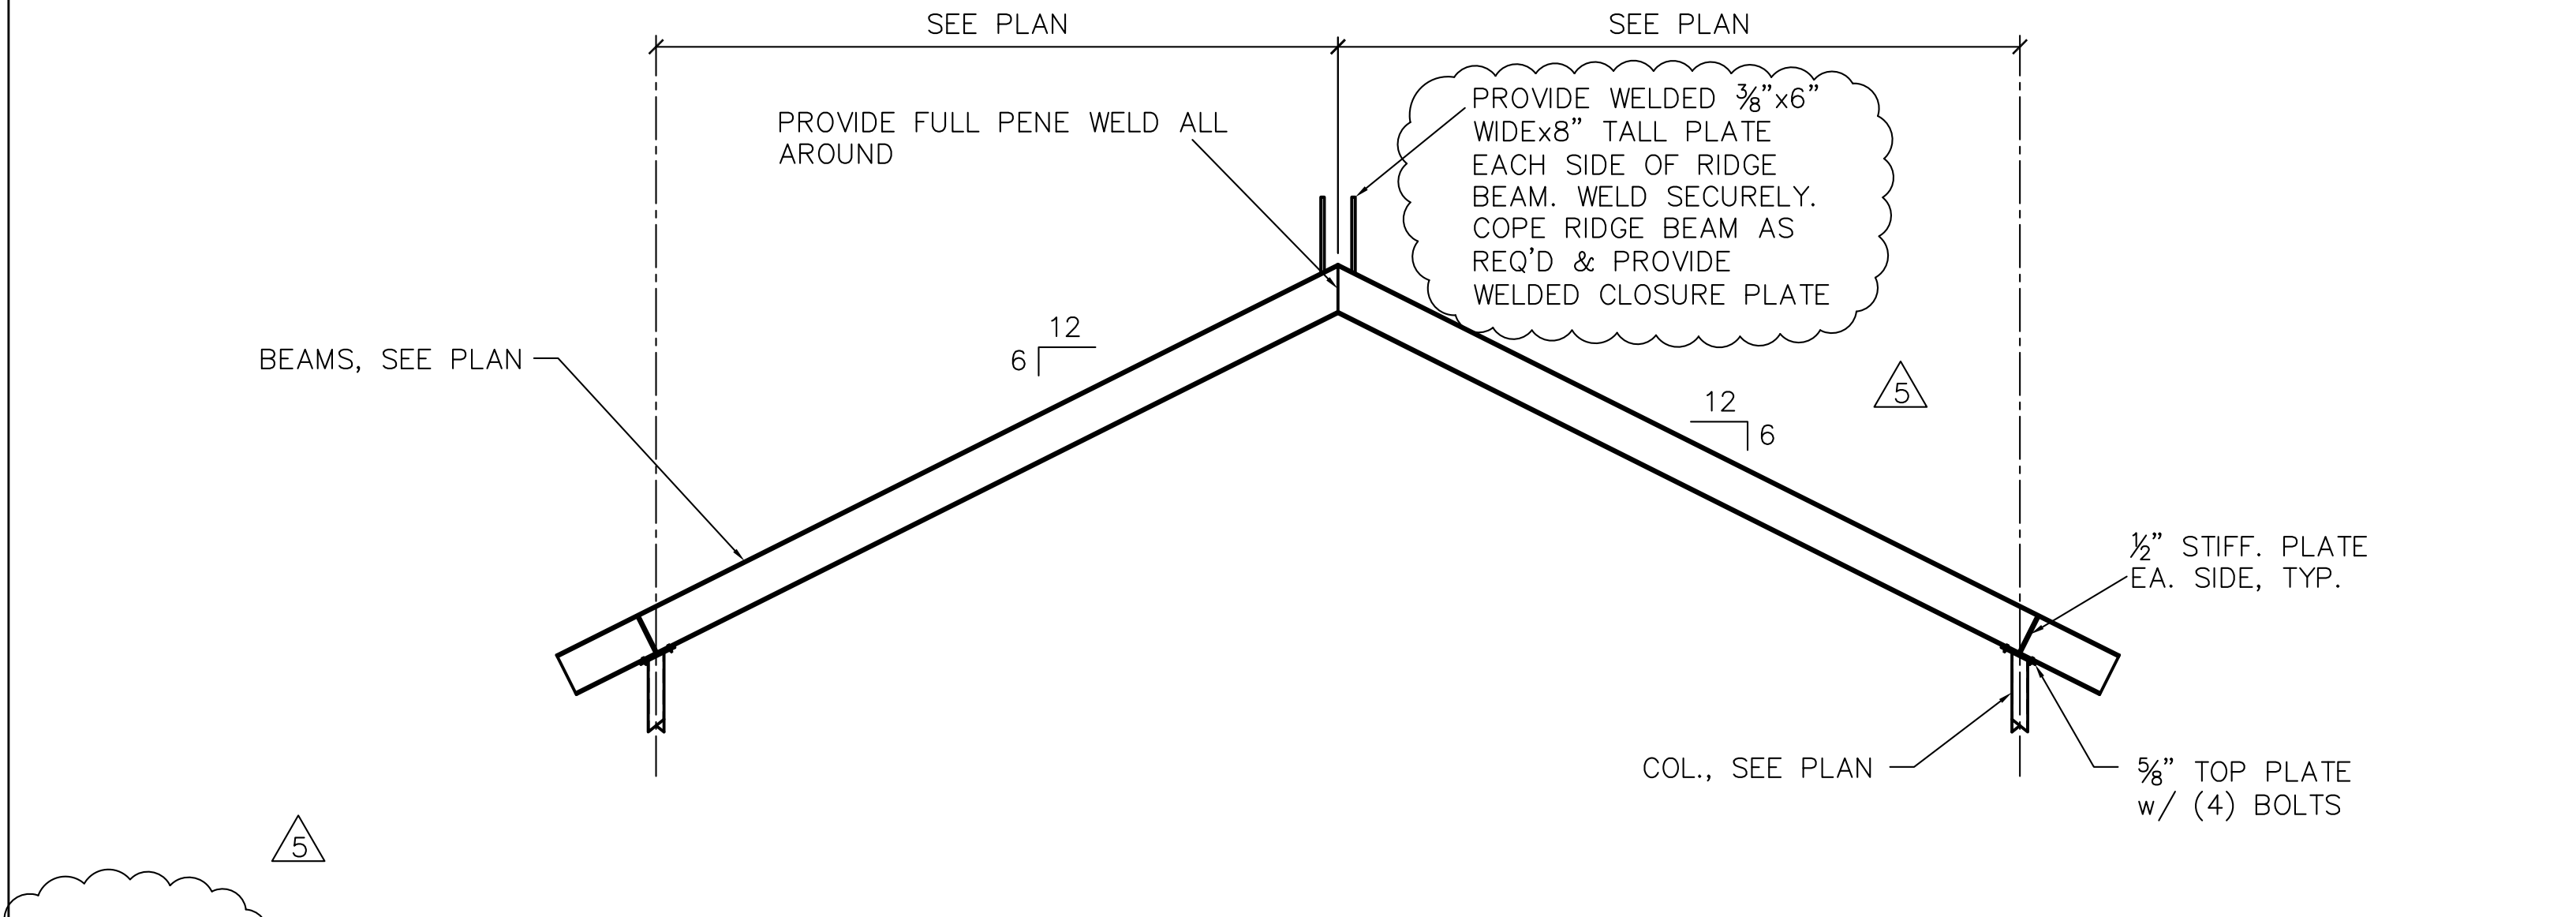 SEE PLAN
SEE PLAN
PROVIDE FULL PENE WELD ALL
AROUND
PROVIDE WELDED ⅜"x6"
WIDEx8" TALL PLATE
EACH SIDE OF RIDGE
BEAM. WELD SECURELY.
COPE RIDGE BEAM AS
REQ'D & PROVIDE
WELDED CLOSURE PLATE
12
6
BEAMS, SEE PLAN
5
12
6
½" STIFF. PLATE
EA. SIDE, TYP.
COL., SEE PLAN
⅝" TOP PLATE
w/ (4) BOLTS
5